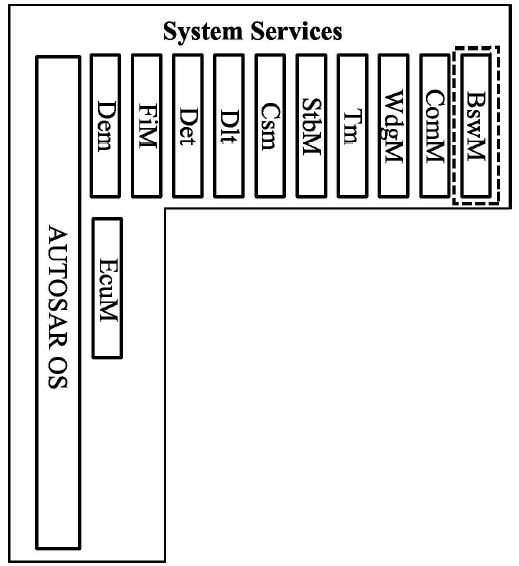 System Services
AUTOSAR OS
Dem
FiM
Det
Dlt
Csm
StbM
Tm
WdgM
ComM
BswM
EcuM